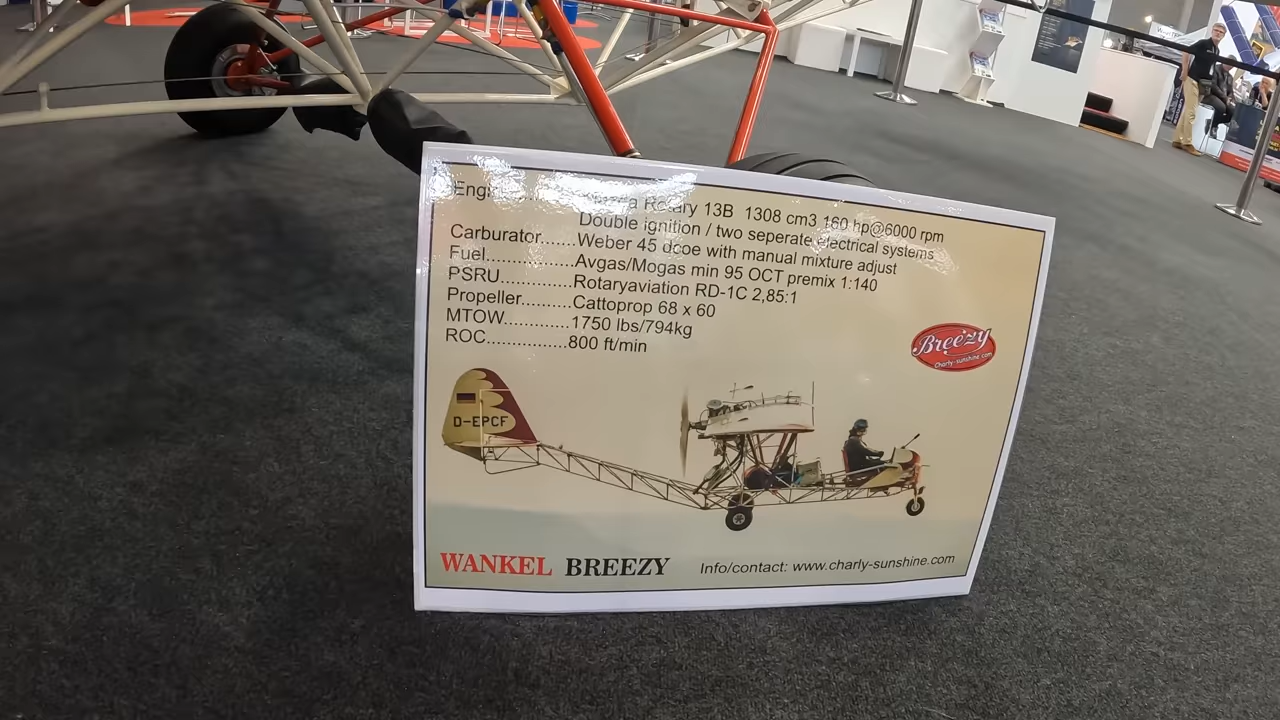 Rotary 13B 1308 cm3 160 hp@6000 rpm
Double ignition / two seperate electrical systems
Carburator.......Weber 45 dcoe with manual mixture adjust
Fuel...............Avgas/Mogas min 95 OCT premix 1:140
PSRU.............Rotaryaviation RD-1C 2,85:1
Propeller..........Cattoprop 68 x 60
MTOW............1750 lbs/794kg
ROC...............800 ft/min
Breezy
Charly-sunshine.com
D-EPCF
WANKEL BREEZY
Info/contact: www.charly-sunshine.com